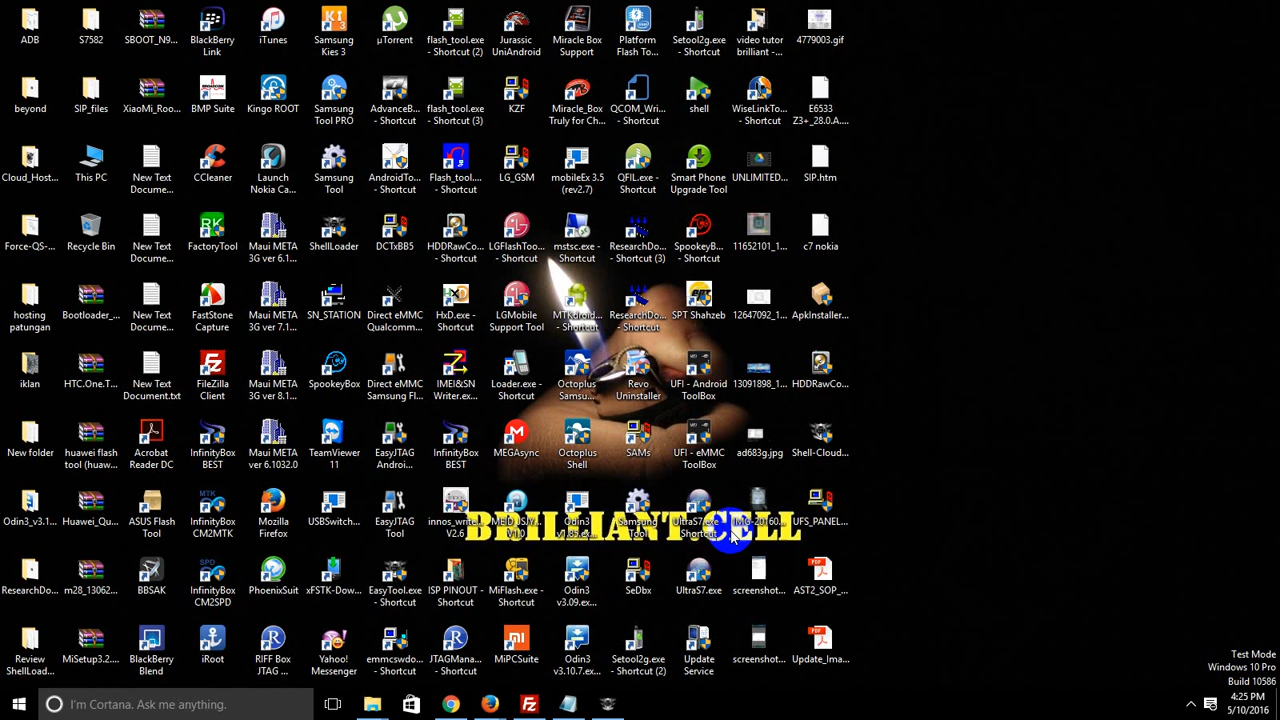 ADB
S7582
SBOOT_N9...
BlackBerry
Link
iTunes
Samsung
Kies 3
µTorrent
flash_tool.exe
- Shortcut (2)
Jurassic
UniAndroid
Miracle Box
Support
Platform
Flash To...
Setool2g.exe
- Shortcut
video tutor
brilliant -...
4779003.gif
beyond
SIP_files
XiaoMi_Roo...
BMP Suite
Kingo ROOT
Samsung
Tool PRO
AdvanceB...
- Shortcut
flash_tool.exe
- Shortcut (3)
KZF
Miracle_Box
Truly for Ch...
QCOM_Wri...
- Shortcut
shell
WiseLinkTo...
- Shortcut
E6533
Z3+_28.0.A....
Cloud_Host...
This PC
New Text
Docume...
CCleaner
Launch
Nokia Ca...
Samsung
Tool
AndroidTo...
- Shortcut
Flash_tool....
- Shortcut
LG_GSM
mobileEx 3.5
(rev2.7)
QFIL.exe -
Shortcut
Smart Phone
Upgrade Tool
UNLIMITED...
SIP.htm
Force-QS-...
Recycle Bin
New Text
Docume...
FactoryTool
Maui META
3G ver 6.1...
ShellLoader
DCTxBB5
HDDRawCo...
- Shortcut
LGFlashToo...
- Shortcut
mstsc.exe -
Shortcut
ResearchDo...
- Shortcut (3)
SpookeyB...
- Shortcut
11652101_1...
c7 nokia
hosting
patungan
Bootloader_...
New Text
Docume...
FastStone
Capture
Maui META
3G ver 7.1...
SN_STATION
Direct eMMC
Qualcomm...
HxD.exe -
Shortcut
LGMobile
Support Tool
MTKdroid...
- Shortcut
ResearchDo...
- Shortcut
SPT Shahzeb
12647092_1...
ApkInstaller...
iklan
HTC.One.T...
New Text
Document.txt
FileZilla
Client
Maui META
3G ver 8.1...
SpookeyBox
Direct eMMC
Samsung Fl...
IMEI&SN
Writer.ex...
Loader.exe -
Shortcut
Octoplus
Samsu...
Revo
Uninstaller
UFI - Android
ToolBox
13091898_1...
HDDRawCo...
New folder
huawei flash
tool (huaw...
Acrobat
Reader DC
InfinityBox
BEST
Maui META
ver 6.1032.0
TeamViewer
11
EasyJTAG
Androi...
InfinityBox
BEST
MEGAsync
Octoplus
Shell
SAMs
UFI - eMMC
ToolBox
ad683g.jpg
Shell-Cloud...
Odin3_v3.1...
Huawei_Qu...
ASUS Flash
Tool
InfinityBox
CM2MTK
Mozilla
Firefox
USBSwitch...
EasyJTAG
Tool
innos_write...
V2.6
Odin3
v1.85.ex...
Samsung
Tool
UltraS7.exe -
Shortcut
IMG-20160...
UFS_PANEL...
BRILLIANT.CELL
ResearchDo...
m28_13062...
BBSAK
InfinityBox
CM2SPD
PhoenixSuit
xFSTK-Dow...
EasyTool.exe
- Shortcut
ISP PINOUT -
Shortcut
MiFlash.exe -
Shortcut
Odin3
v3.09.ex...
SeDbx
UltraS7.exe
screenshot...
AST2_SOP_...
Review
ShellLoad...
MiSetup3.2....
BlackBerry
Blend
iRoot
RIFF Box
JTAG ...
Yahoo!
Messenger
emmcswdo...
- Shortcut
JTAGMana...
- Shortcut
MiPCSuite
Odin3
v3.10.7.ex...
Setool2g.exe
- Shortcut (2)
Update
Service
screenshot...
Update_Ima...
Test Mode
Windows 10 Pro
Build 10586
I'm Cortana. Ask me anything.
4:25 PM
5/10/2016